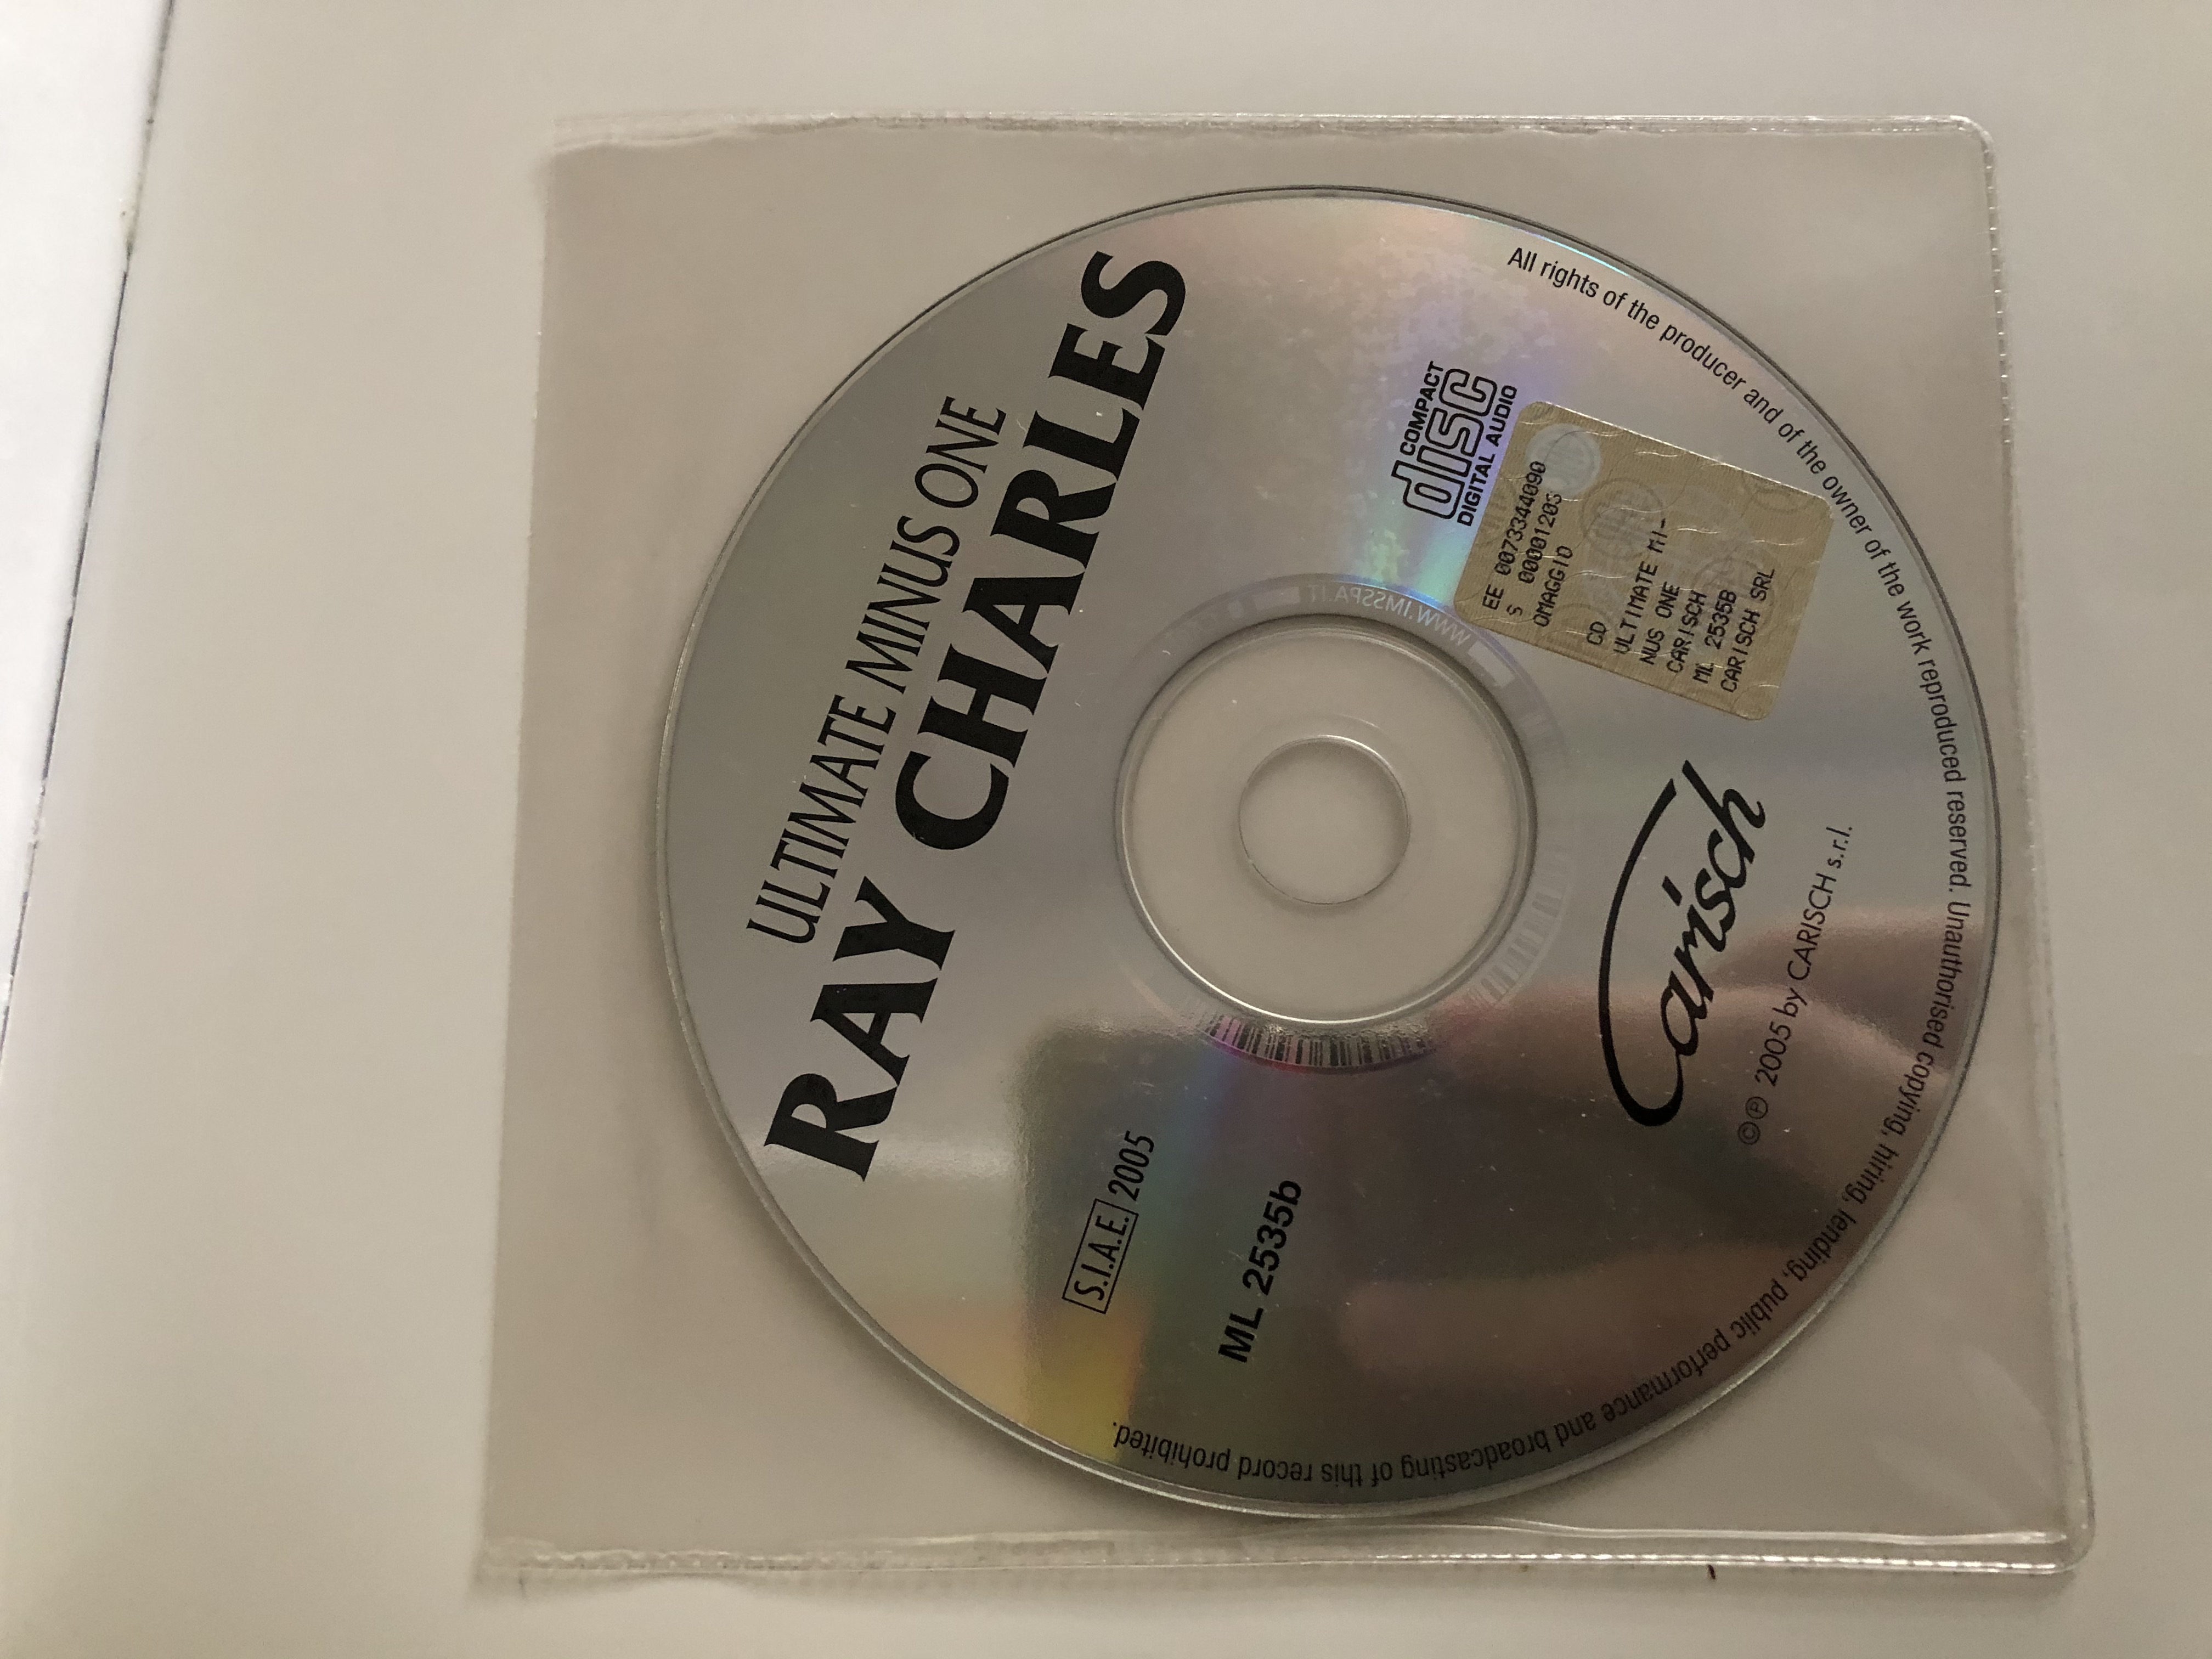 ULTIMATE MINUS ONE
RAY CHARLES
COMPACT
disc
DIGITAL AUDIO
EE 00733444090
S 000001203
OMAGGIO
CD
ULTIMATE MI-
NUS ONE
CARISCH
ML 2535B
CARISCH SRL
WWW.IMSSPA.IT
S.I.A.E. 2005
ML 2535b
Carisch
©℗ 2005 by CARISCH s.r.l.
All rights of the producer and of the owner of the work reproduced reserved. Unauthorised copying, hiring, lending, public performance and broadcasting of this record prohibited.